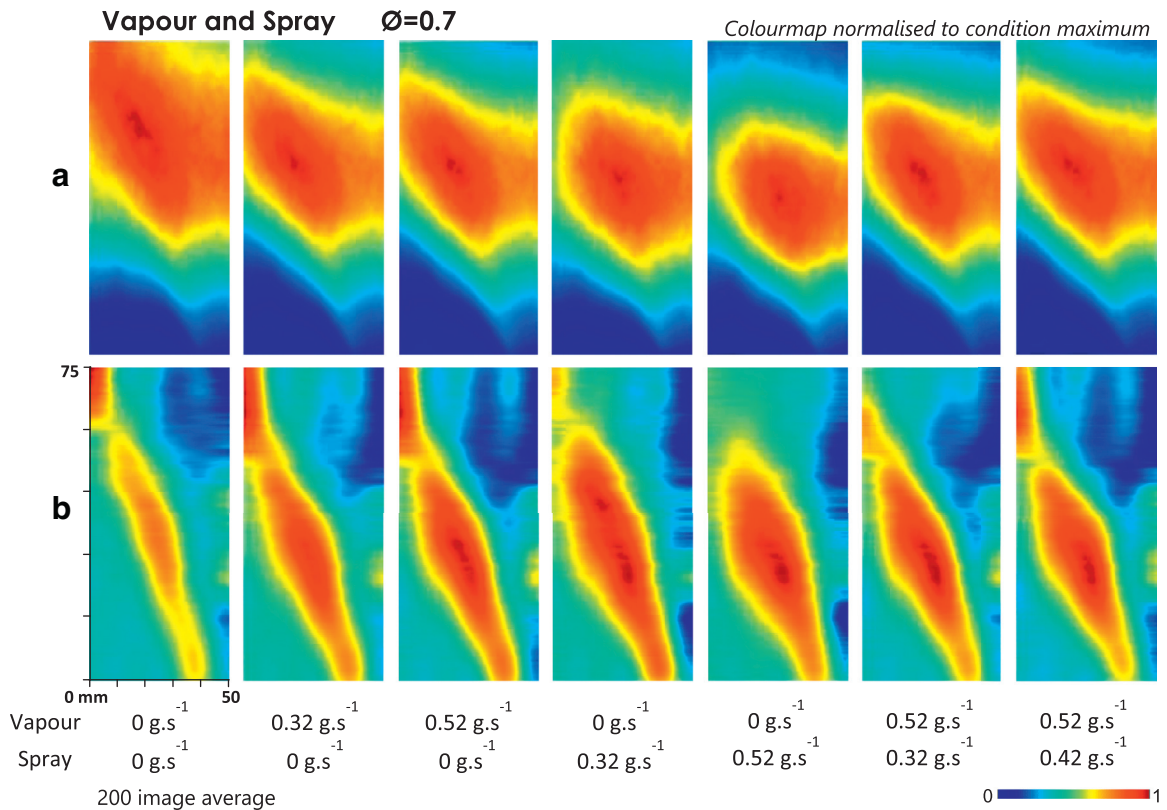 Vapour and Spray Ø=0.7
Colourmap normalised to condition maximum
a
75
b
0 mm 50
Vapour 0 g.s⁻¹ 0.32 g.s⁻¹ 0.52 g.s⁻¹ 0 g.s⁻¹ 0 g.s⁻¹ 0.52 g.s⁻¹ 0.52 g.s⁻¹
Spray 0 g.s⁻¹ 0 g.s⁻¹ 0 g.s⁻¹ 0.32 g.s⁻¹ 0.52 g.s⁻¹ 0.32 g.s⁻¹ 0.42 g.s⁻¹
200 image average
0 1